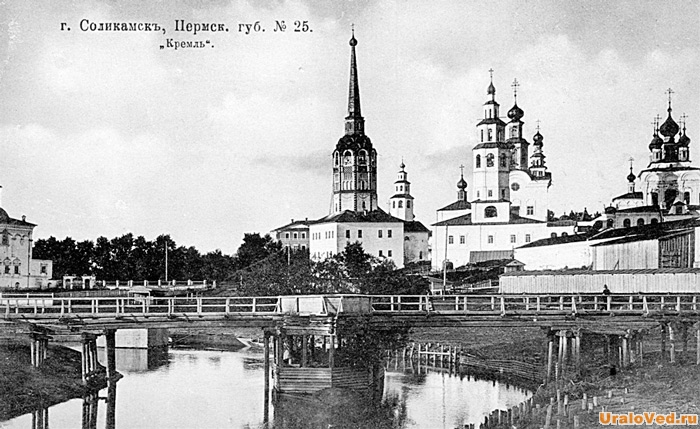 г. Соликамскъ, Пермск. губ. № 25.
„Кремль“.
UraloVed.ru